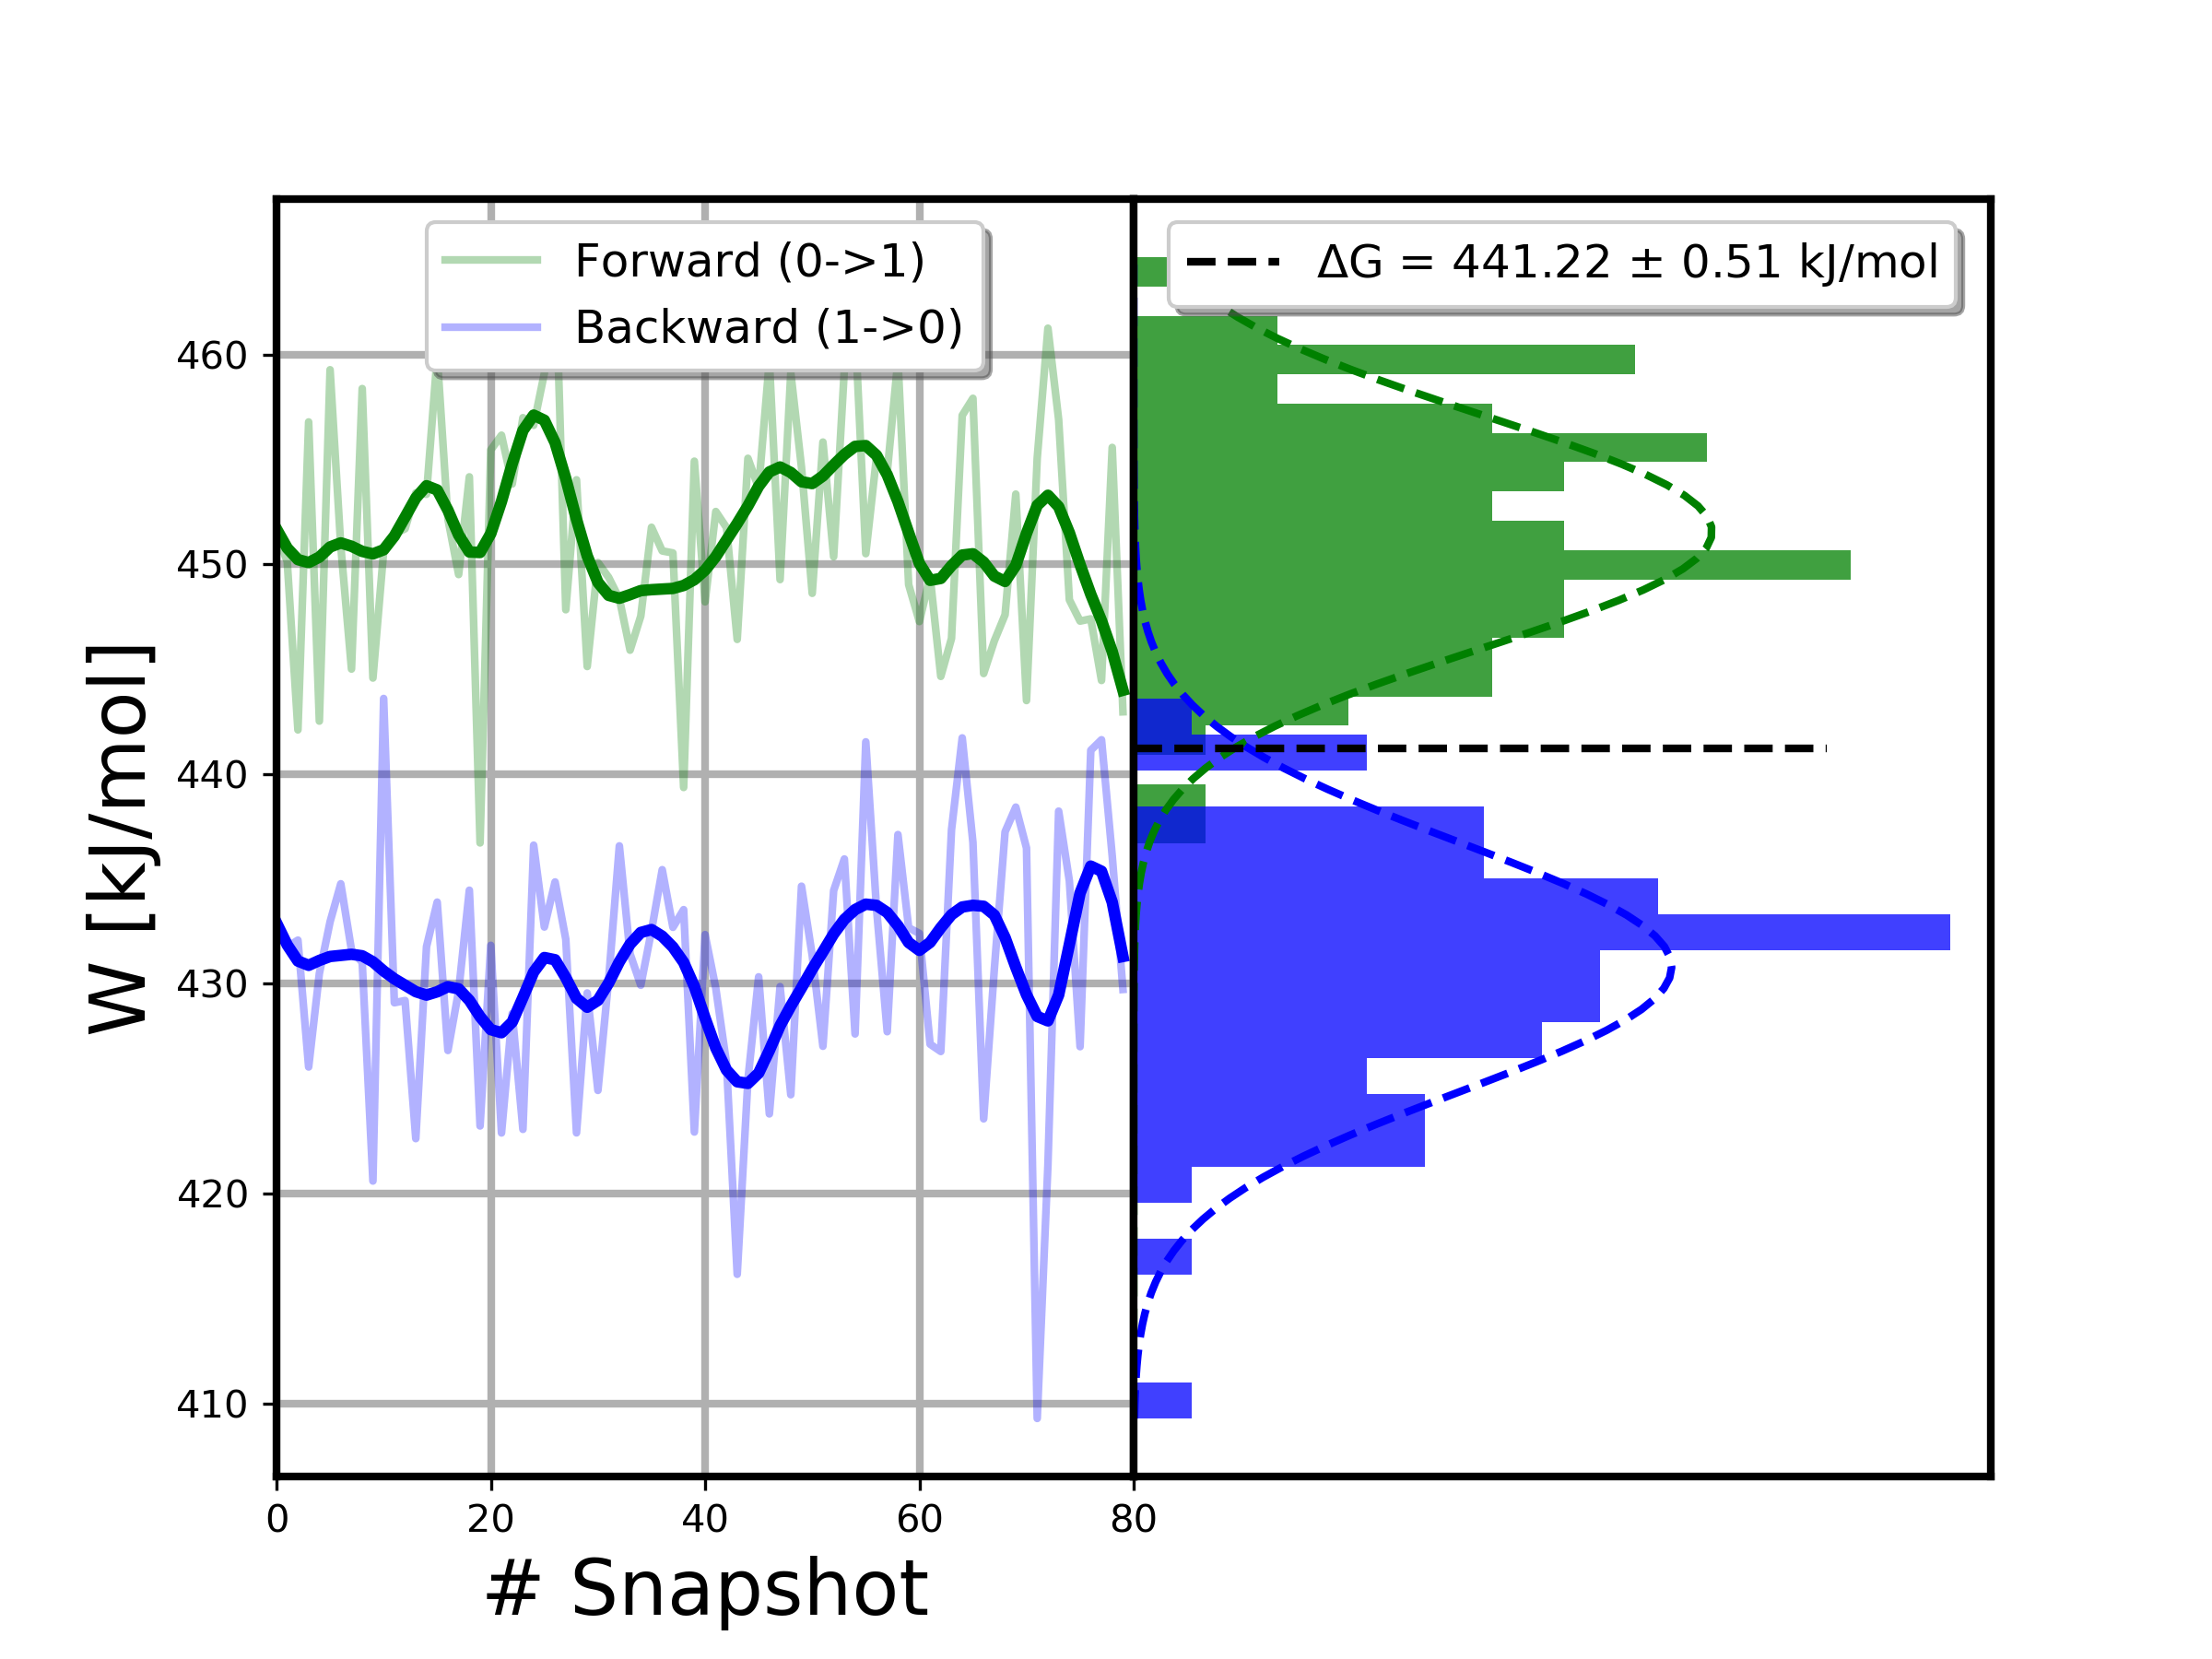 Forward (0->1)
Backward (1->0)
ΔG = 441.22 ± 0.51 kJ/mol
W [kJ/mol]
460
450
440
430
420
410
0 20 40 60 80
# Snapshot